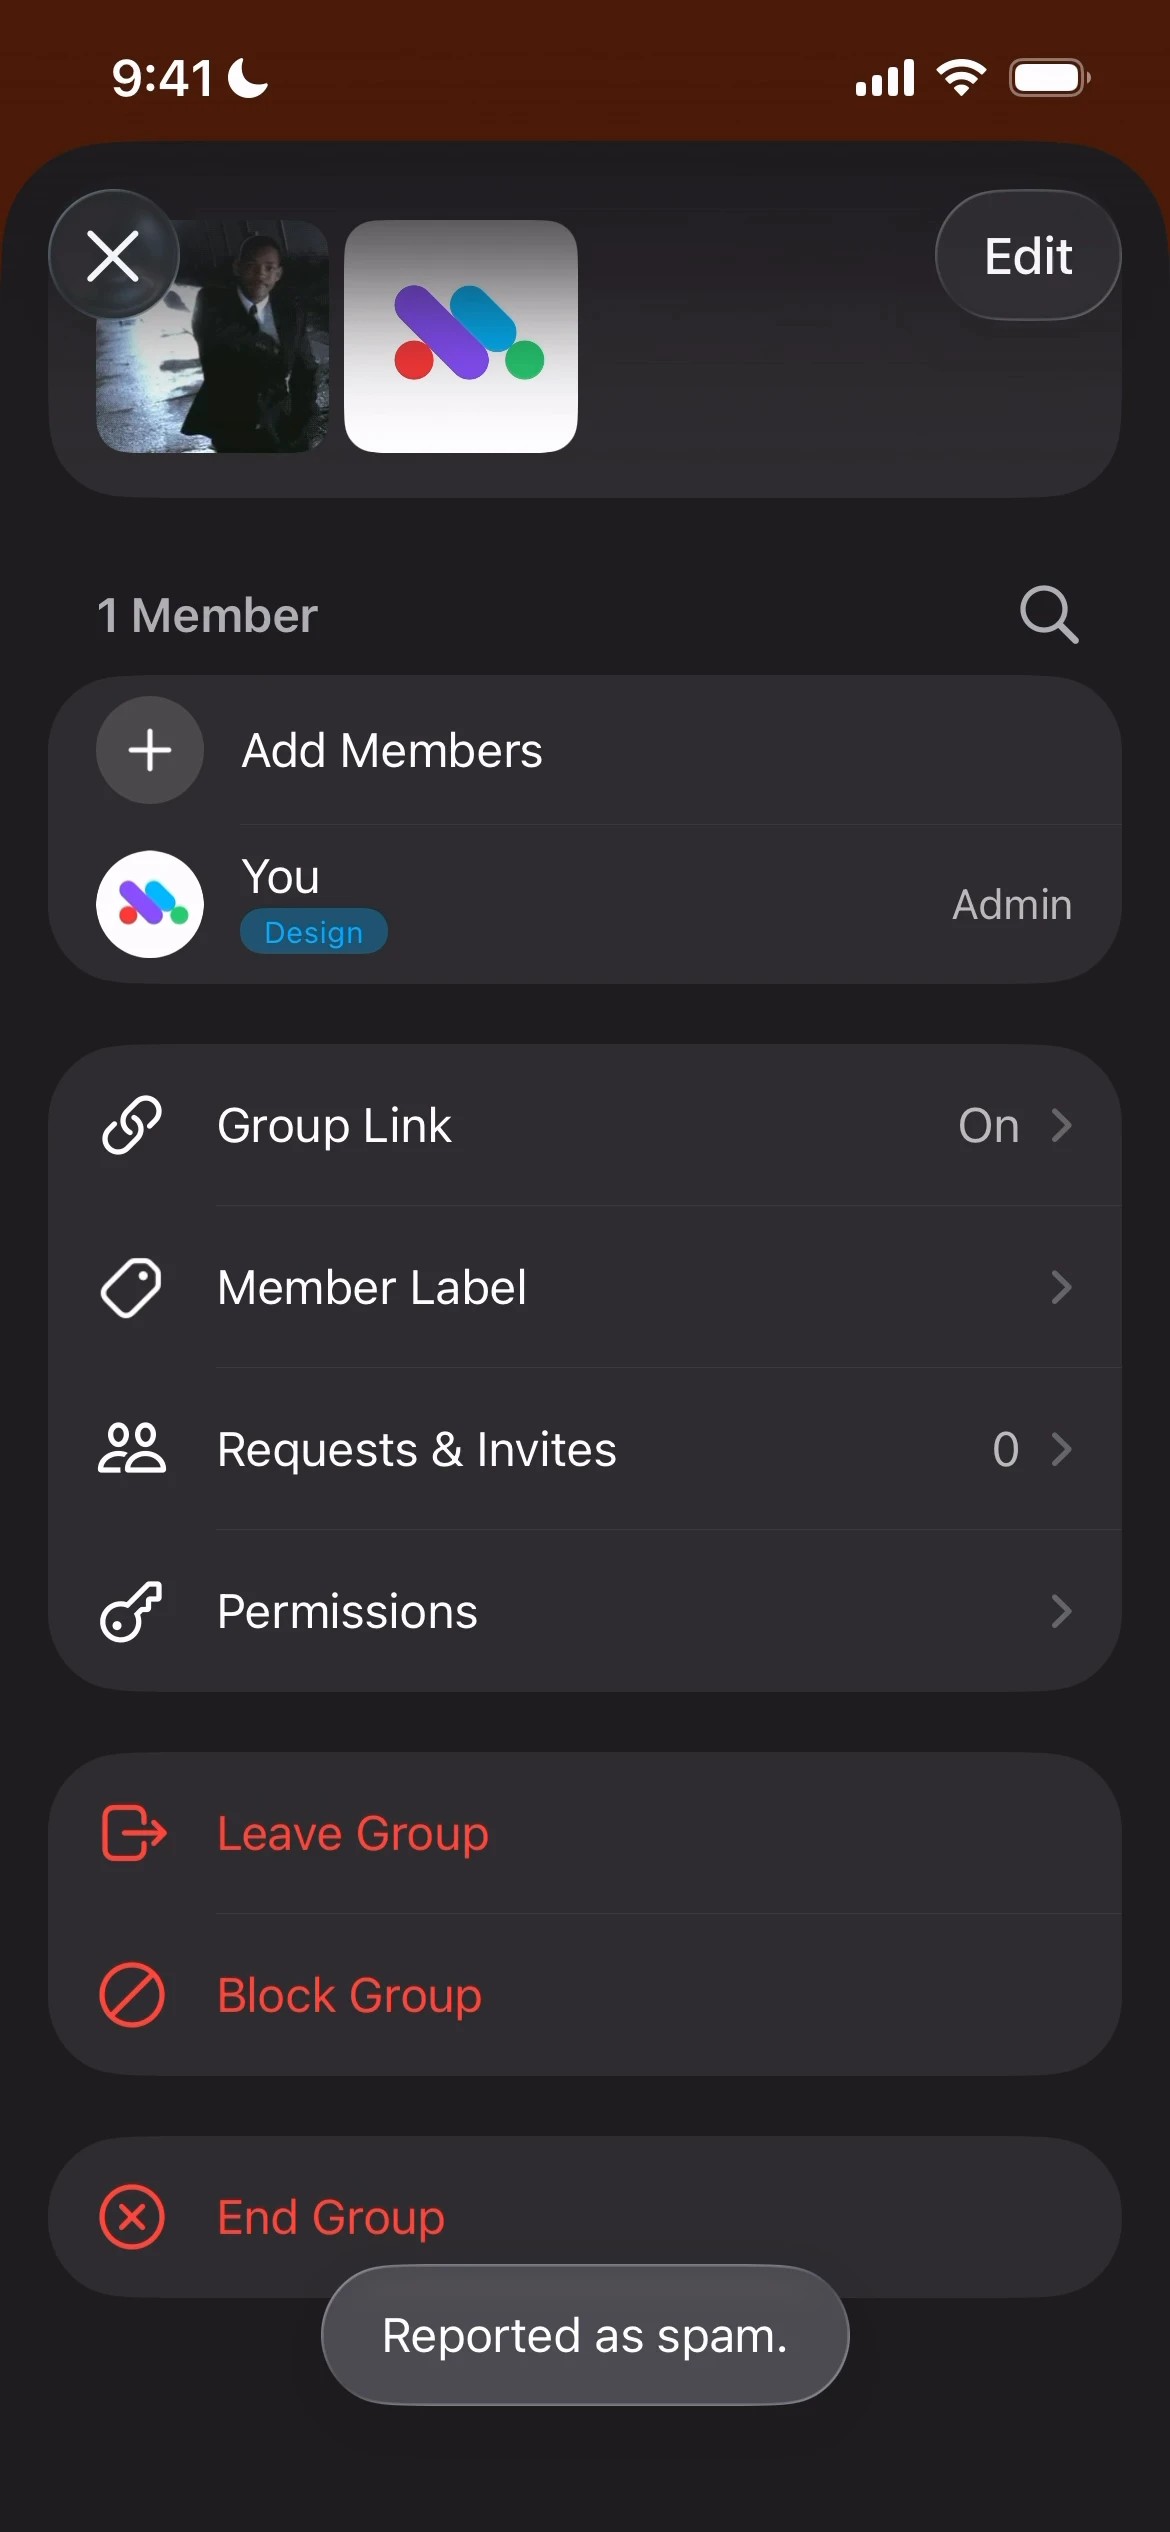 9:41
Edit
1 Member
Add Members
You
Design
Admin
Group Link
On
Member Label
Requests & Invites
0
Permissions
Leave Group
Block Group
End Group
Reported as spam.